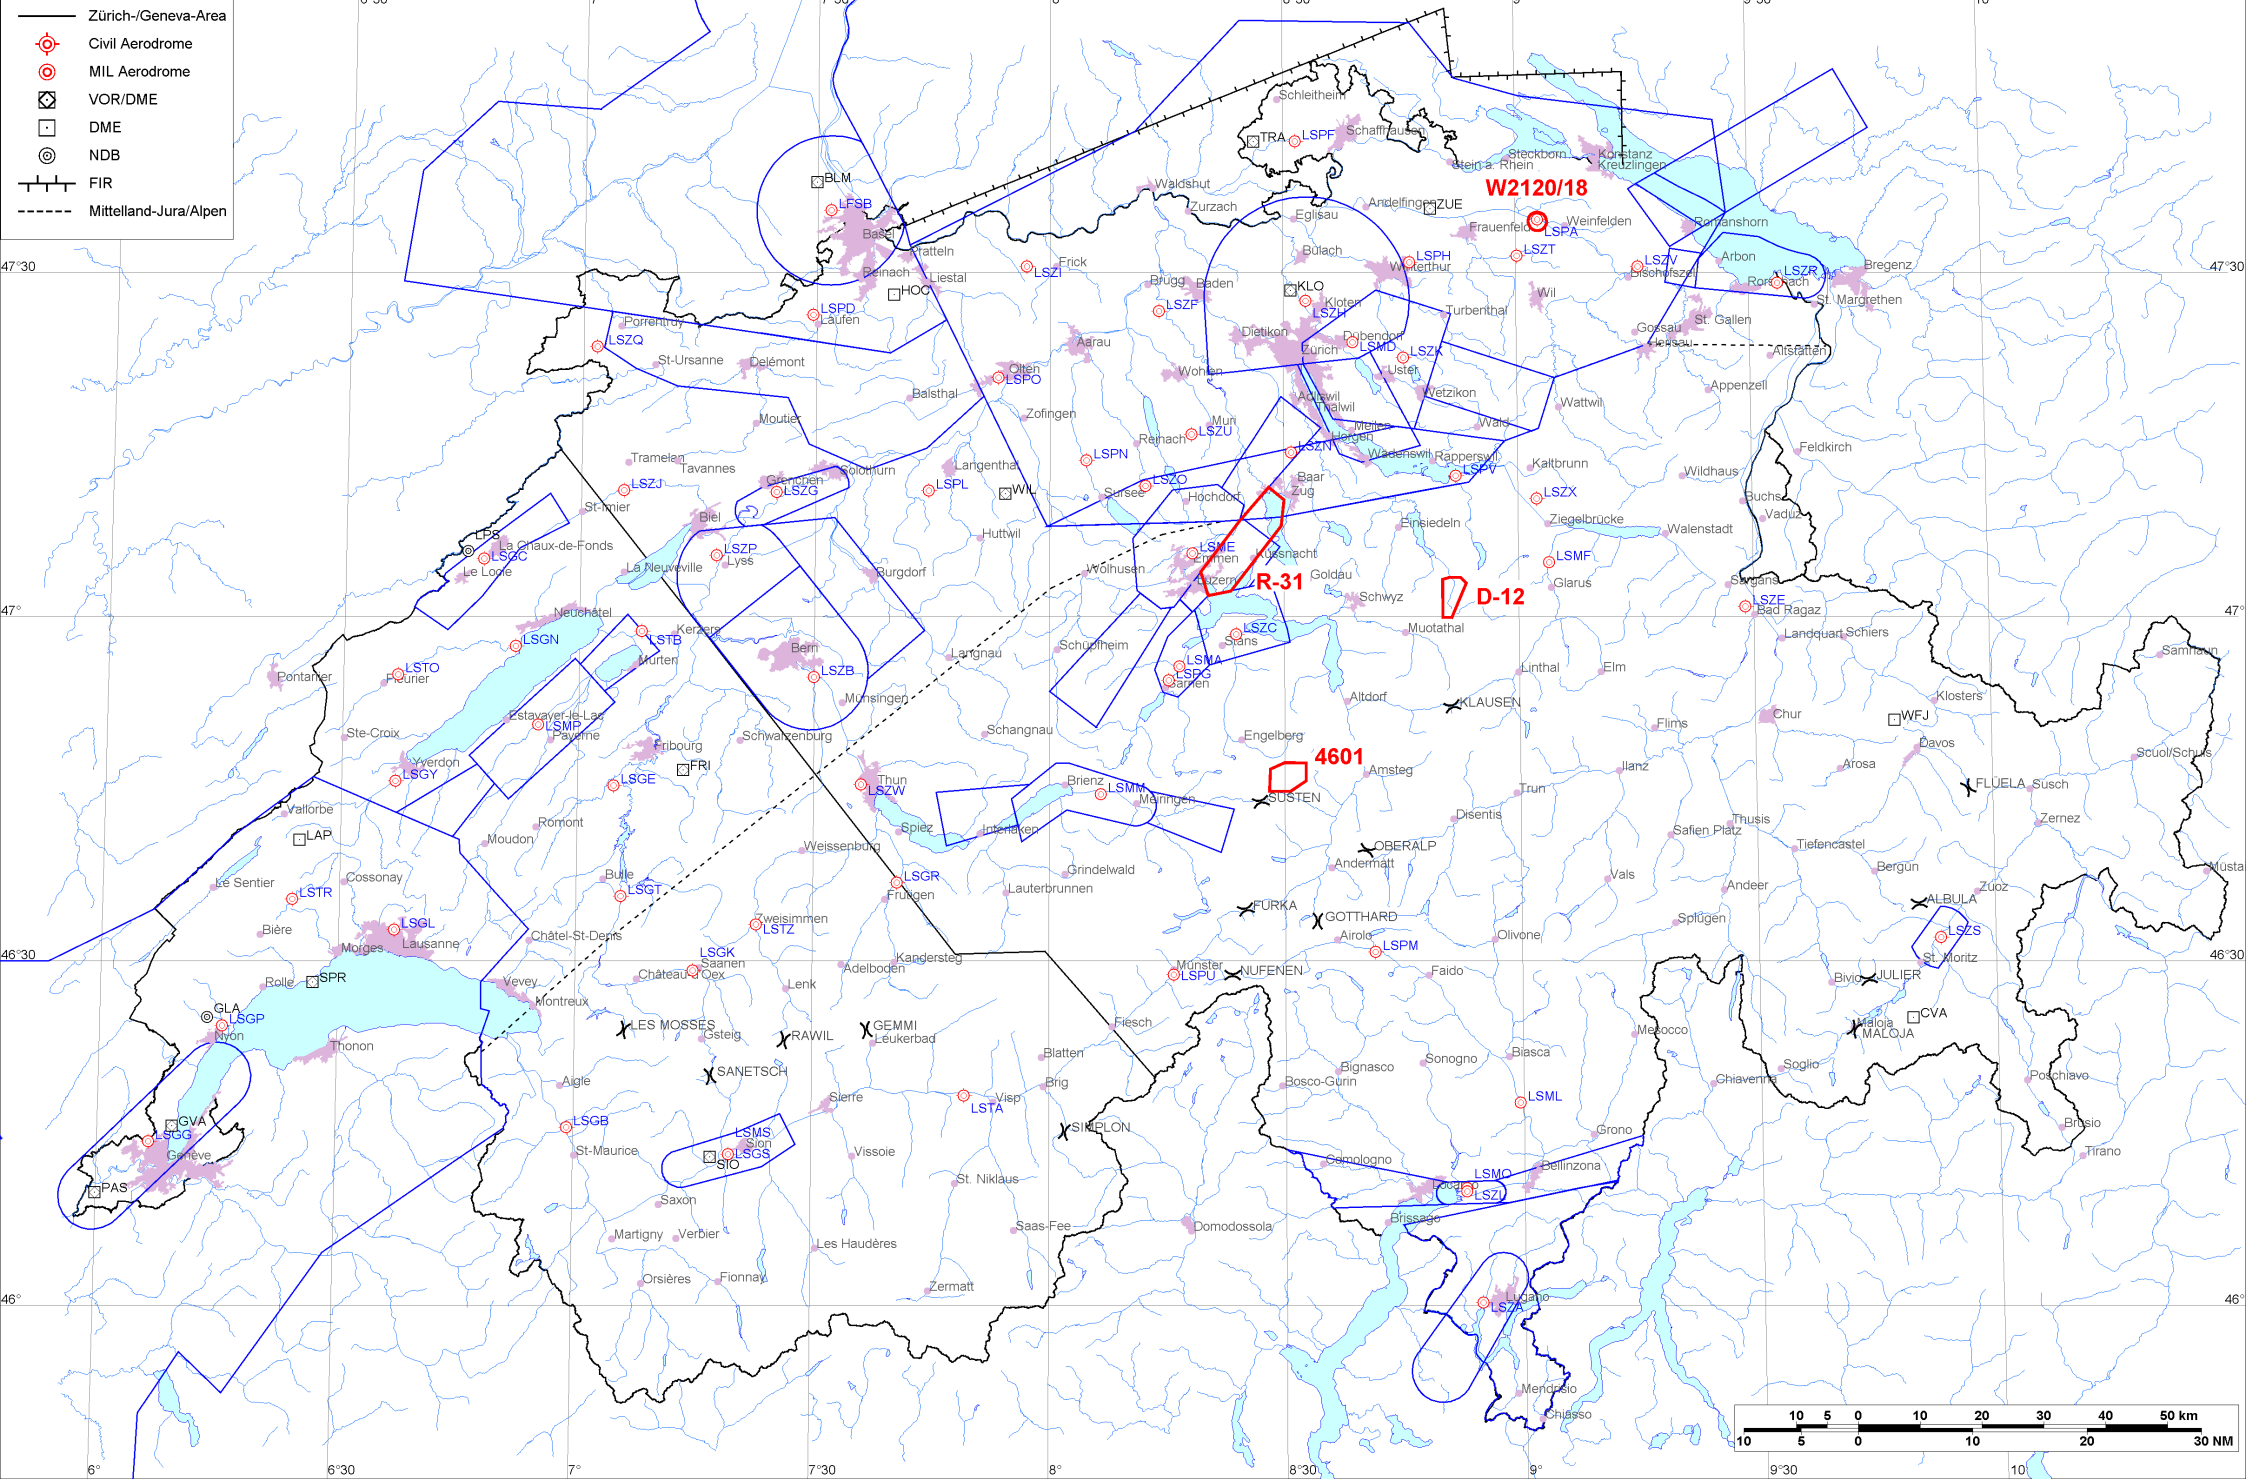 6°30
7°
7°30
8°
8°30
9°
9°30
10°
Zürich-/Geneva-Area
Civil Aerodrome
MIL Aerodrome
VOR/DME
DME
NDB
FIR
Mittelland-Jura/Alpen
Schleitheim
TRA
LSPF
Schaffhausen
Steckborn
Stein a. Rhein
Konstanz
Kreuzlingen
BLM
Waldshut
W2120/18
LFSB
Zurzach
Eglisau
Andelfingen
ZUE
Weinfelden
LSPA
Romanshorn
Basel
Frauenfeld
Pratteln
Bülach
LSZT
47°30
Reinach
Liestal
LSZI
Frick
LSPH
Winterthur
LSZV
Bischofszell
Arbon
LSZR
Bregenz
47°30
HOC
Brugg
Baden
KLO
Kloten
Wil
Rorschach
St. Margrethen
LSPD
Laufen
LSZF
LSZH
Turbenthal
Porrentruy
Dietikon
Dübendorf
St. Gallen
Gossau
LSZQ
Aarau
Zürich
LSMD
LSZK
Herisau
Altstätten
St-Ursanne
Delémont
Olten
LSPO
Wohlen
Uster
Balsthal
Adliswil
Thalwil
Wetzikon
Wattwil
Appenzell
Moutier
Zofingen
Muri
Meilen
Wald
LSZU
Reinach
Horgen
LSZN
Feldkirch
Tramelan
Tavannes
Solothurn
Langenthal
LSPN
Wädenswil
Rapperswil
Kaltbrunn
Wildhaus
Grenchen
LSZG
LSZJ
LSPL
WIL
LSZO
Sursee
Hochdorf
Baar
Zug
LSPV
LSZX
Buchs
St-Imier
Biel
Einsiedeln
Ziegelbrücke
Vaduz
Walenstadt
LPS
La Chaux-de-Fonds
LSGC
Huttwil
LSZP
Lyss
LSME
Emmen
Küssnacht
LSMF
Le Locle
La Neuveville
Burgdorf
Wolhusen
Luzern
R-31
Goldau
D-12
Glarus
Sargans
47°
Neuchâtel
Schwyz
LSZE
Bad Ragaz
47°
LSGN
LSTB
Kerzers
Bern
LSZC
Stans
Muotathal
Landquart
Schiers
Schüpfheim
Langnau
LSTO
Fleurier
Murten
LSZB
LSMA
LSPG
Sarnen
Linthal
Elm
Samnaun
Pontarlier
Münsingen
Altdorf
KLAUSEN
Klosters
Estavayer-le-Lac
LSMP
Payerne
Chur
WFJ
Ste-Croix
Schwarzenburg
Schangnau
Engelberg
Flims
Davos
Fribourg
FRI
4601
Scuol/Schuls
LSGY
Yverdon
LSGE
Thun
LSZW
Brienz
LSMM
Meiringen
Amsteg
SUSTEN
Ilanz
Arosa
FLÜELA
Susch
Trun
Vallorbe
LAP
Romont
Moudon
Spiez
Interlaken
Disentis
Thusis
Safien Platz
Zernez
Weissenburg
OBERALP
Tiefencastel
Le Sentier
Cossonay
Bulle
LSGR
Frutigen
Grindelwald
Lauterbrunnen
Andermatt
Vals
Andeer
Bergün
Zuoz
LSTR
LSGT
FURKA
GOTTHARD
ALBULA
Bière
LSGL
Lausanne
Morges
Châtel-St-Denis
Zweisimmen
LSTZ
Airolo
LSPM
Olivone
Splügen
LSZS
46°30
LSGK
Saanen
Château-d'Oex
Adelboden
Kandersteg
Münster
LSPU
NUFENEN
Faido
St. Moritz
46°30
Rolle
SPR
Vevey
Montreux
Lenk
Bivio
JULIER
GLA
LSGP
Nyon
LES MOSSES
Gsteig
RAWIL
GEMMI
Leukerbad
Fiesch
Mesocco
Maloja
MALOJA
CVA
Thonon
Blatten
Sonogno
Biasca
Aigle
SANETSCH
Brig
Bignasco
Bosco-Gurin
Soglio
Chiavenna
Poschiavo
Sierre
LSTA
Visp
LSML
GVA
LSGG
LSGB
SIMPLON
Grono
Brusio
Genève
LSMS
Sion
LSGS
SIO
St-Maurice
Vissoie
Comologno
Bellinzona
Tirano
PAS
Saxon
St. Niklaus
LSMO
Locarno
LSZL
Brissago
Martigny
Verbier
Les Haudères
Saas-Fee
Domodossola
Orsières
Fionnay
Zermatt
46°
Lugano
LSZA
46°
Mendrisio
Chiasso
10 5 0 10 20 30 40 50 km
10 5 0 10 20 30 NM
6°
6°30
7°
7°30
8°
8°30
9°
9°30
10°